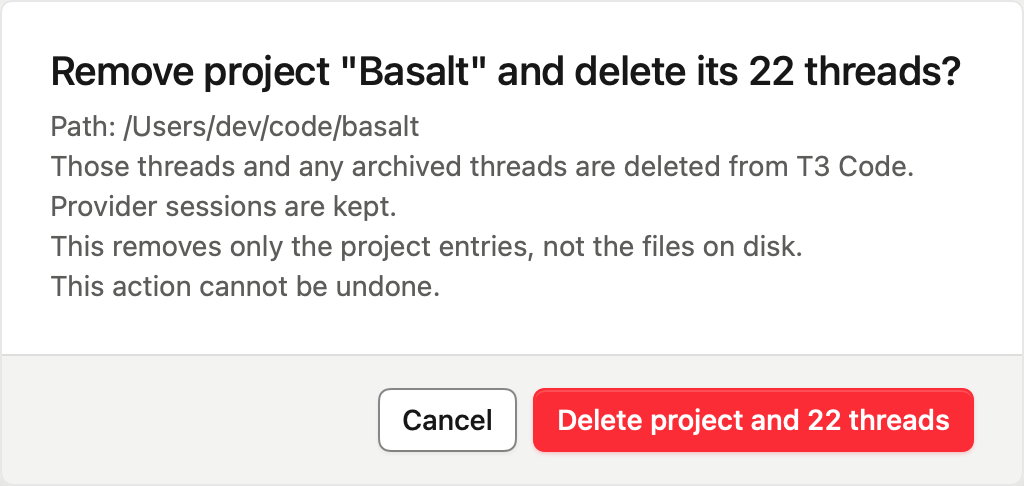 Remove project "Basalt" and delete its 22 threads?
Path: /Users/dev/code/basalt
Those threads and any archived threads are deleted from T3 Code.
Provider sessions are kept.
This removes only the project entries, not the files on disk.
This action cannot be undone.
Cancel
Delete project and 22 threads